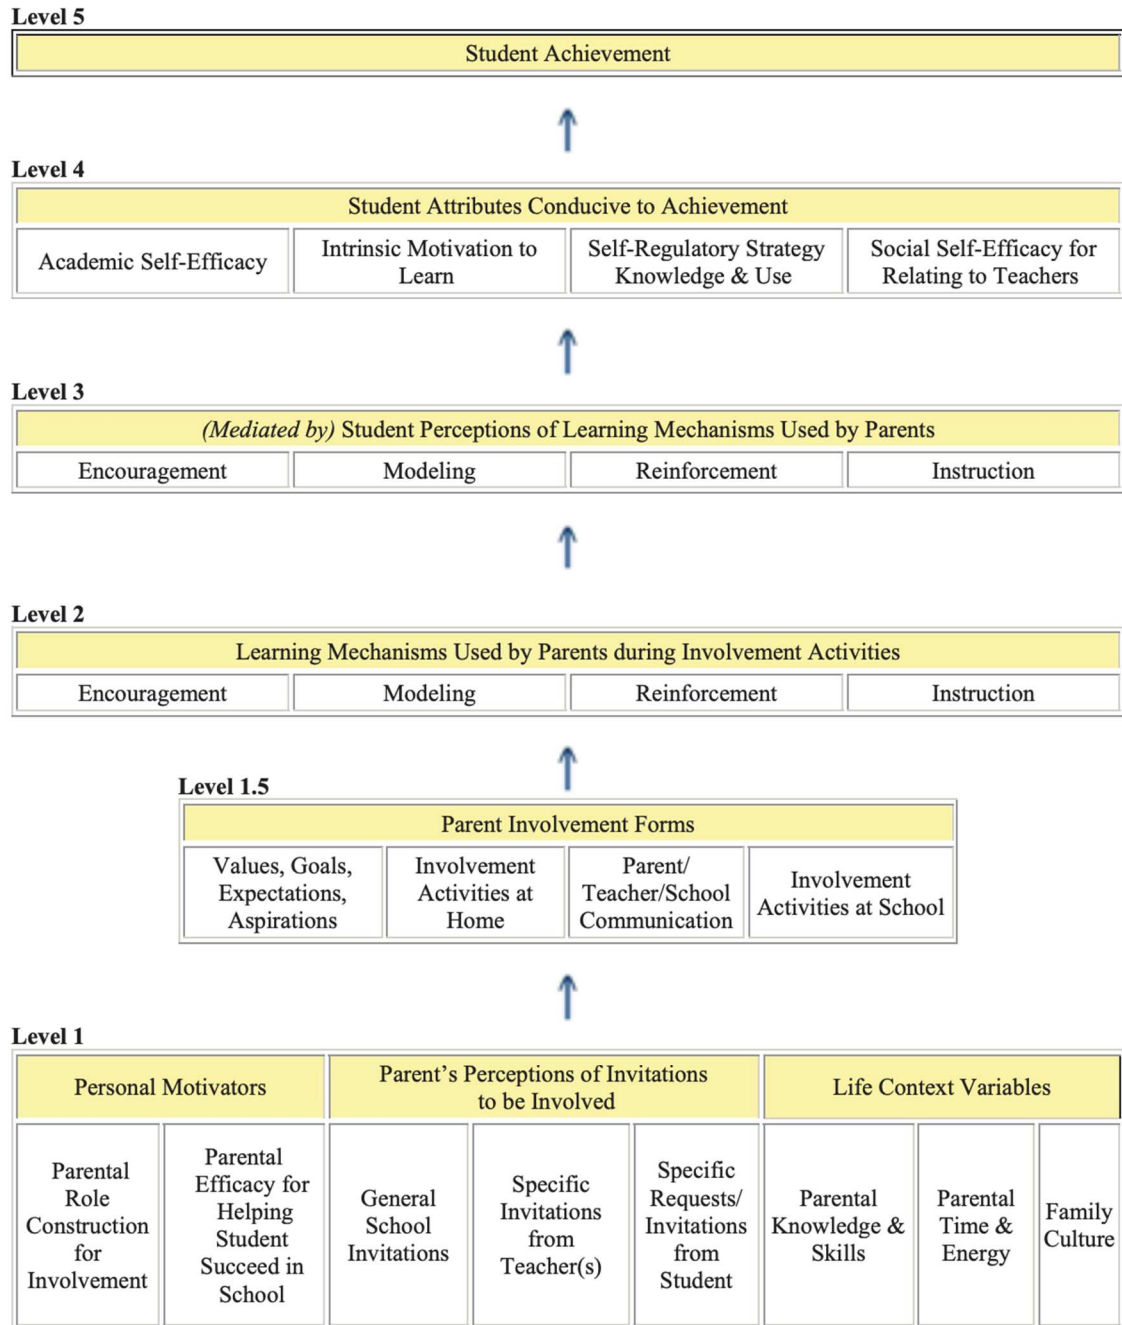 Level 5
Student Achievement
Level 4
Student Attributes Conducive to Achievement
Academic Self-Efficacy
Intrinsic Motivation to
Learn
Self-Regulatory Strategy
Knowledge & Use
Social Self-Efficacy for
Relating to Teachers
Level 3
(Mediated by) Student Perceptions of Learning Mechanisms Used by Parents
Encouragement
Modeling
Reinforcement
Instruction
Level 2
Learning Mechanisms Used by Parents during Involvement Activities
Encouragement
Modeling
Reinforcement
Instruction
Level 1.5
Parent Involvement Forms
Values, Goals,
Expectations,
Aspirations
Involvement
Activities at
Home
Parent/
Teacher/School
Communication
Involvement
Activities at School
Level 1
Personal Motivators
Parent’s Perceptions of Invitations
to be Involved
Life Context Variables
Parental
Role
Construction
for
Involvement
Parental
Efficacy for
Helping
Student
Succeed in
School
General
School
Invitations
Specific
Invitations
from
Teacher(s)
Specific
Requests/
Invitations
from
Student
Parental
Knowledge &
Skills
Parental
Time &
Energy
Family
Culture